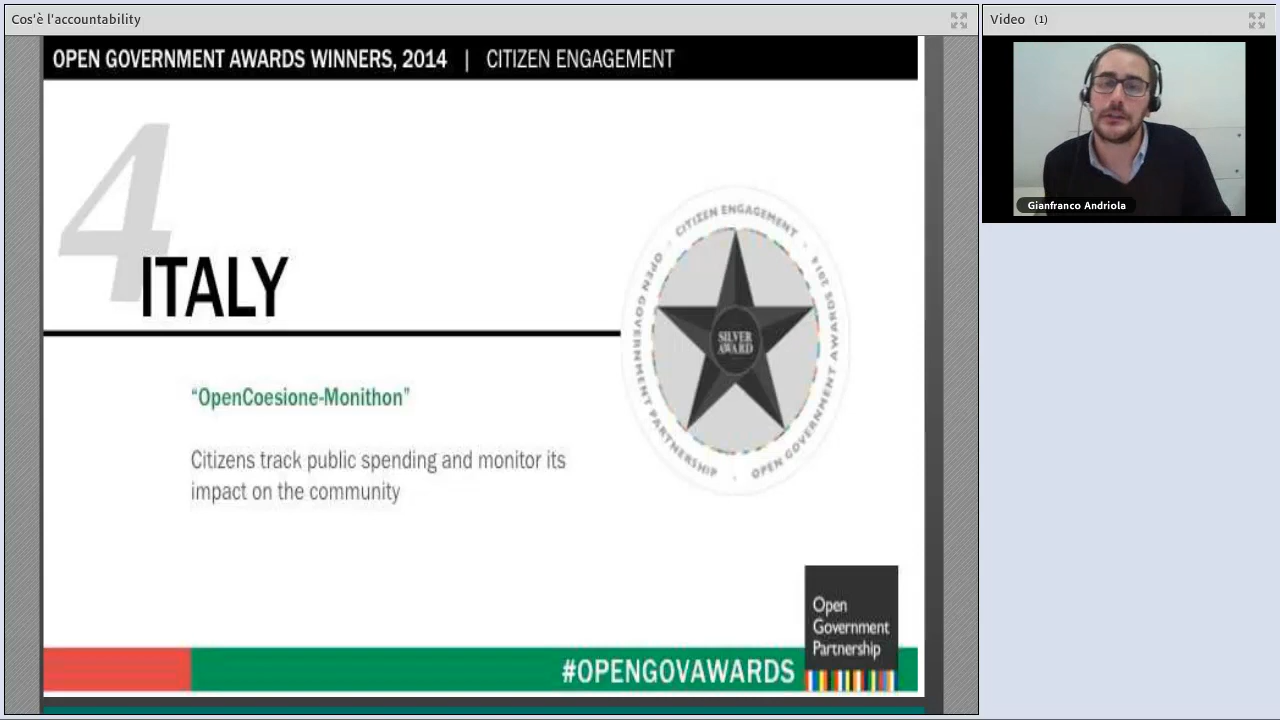 Cos'è l'accountability
Video (1)
OPEN GOVERNMENT AWARDS WINNERS, 2014 | CITIZEN ENGAGEMENT
Gianfranco Andriola
4
ITALY
CITIZEN ENGAGEMENT · OPEN GOVERNMENT AWARDS 2014 · OPEN GOVERNMENT PARTNERSHIP ·
SILVER
AWARD
“OpenCoesione-Monithon”
Citizens track public spending and monitor its
impact on the community
Open
Government
Partnership
#OPENGOVAWARDS